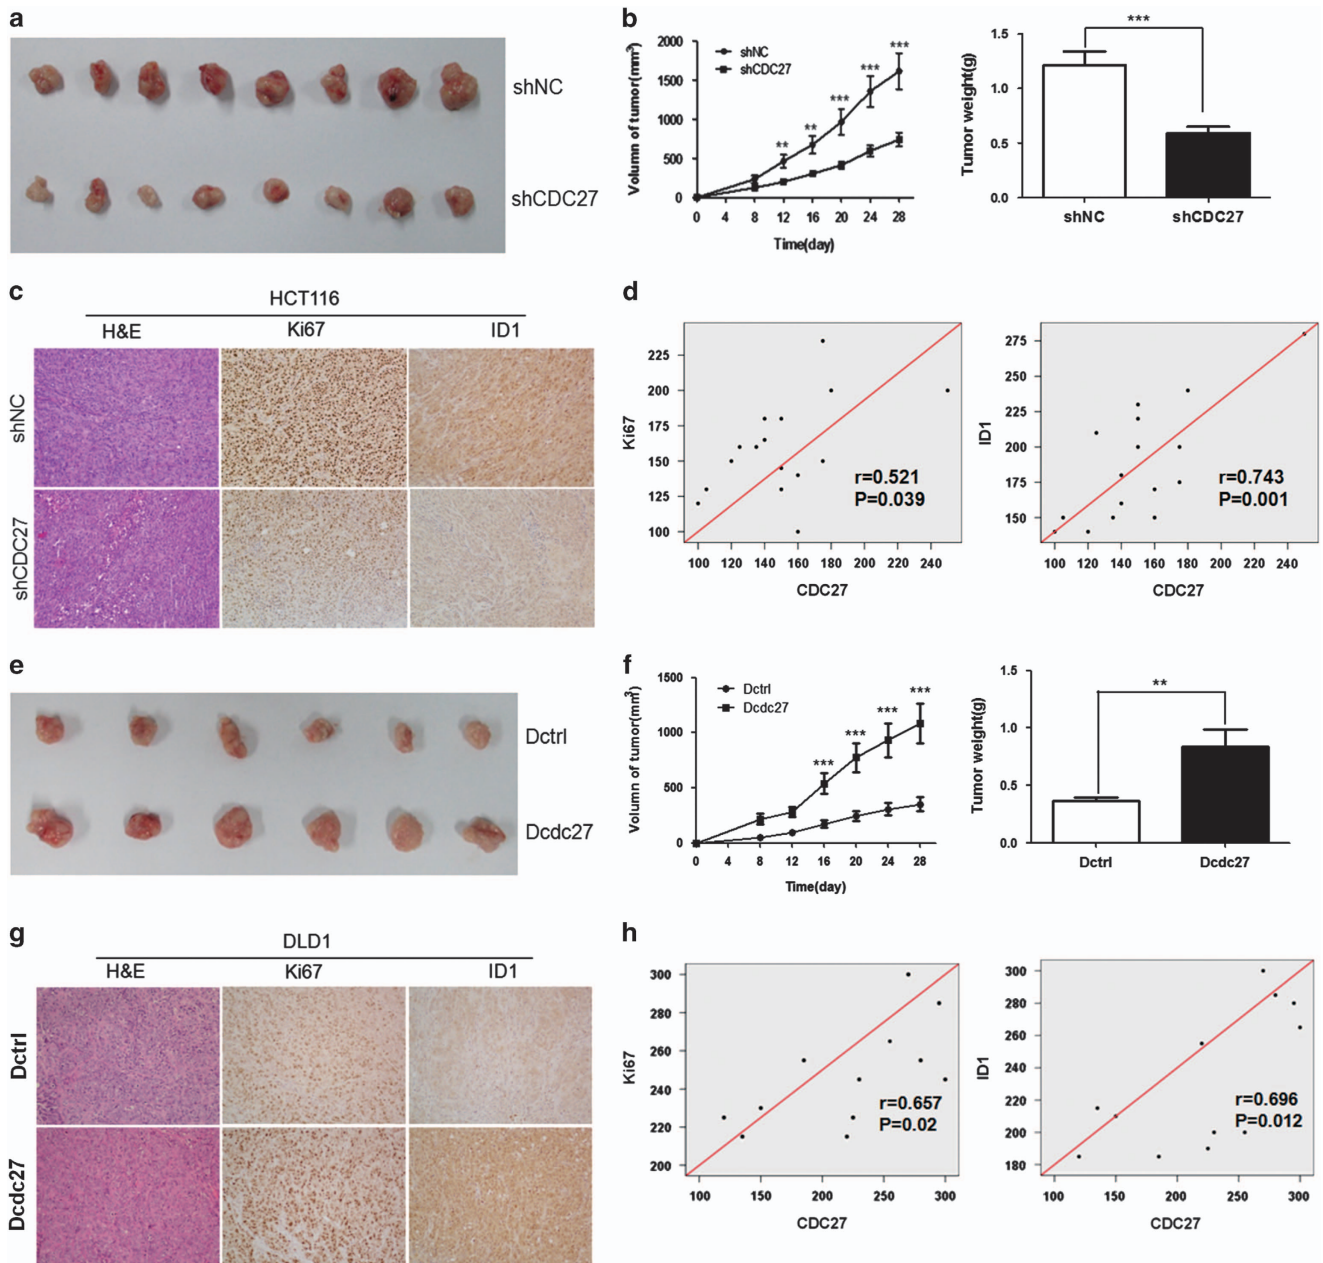 a
shNC
shCDC27
b
Volumn of tumor(mm³)
2000
1500
1000
500
0
shNC
shCDC27
**
**
***
***
***
0 4 8 12 16 20 24 28
Time(day)
Tumor weight(g)
1.5
1.0
0.5
0.0
***
shNC shCDC27
c
HCT116
H&E Ki67 ID1
shNC
shCDC27
d
Ki67
225
200
175
150
125
100
r=0.521
P=0.039
100 120 140 160 180 200 220 240
CDC27
ID1
275
250
225
200
175
150
r=0.743
P=0.001
100 120 140 160 180 200 220 240
CDC27
e
Dctrl
Dcdc27
f
Volumn of tumor(mm³)
1500
1000
500
0
Dctrl
Dcdc27
***
***
***
***
0 4 8 12 16 20 24 28
Time(day)
Tumor weight(g)
1.5
1.0
0.5
0.0
**
Dctrl Dcdc27
g
DLD1
H&E Ki67 ID1
Dctrl
Dcdc27
h
Ki67
300
280
260
240
220
200
r=0.657
P=0.02
100 150 200 250 300
CDC27
ID1
300
280
260
240
220
200
180
r=0.696
P=0.012
100 150 200 250 300
CDC27